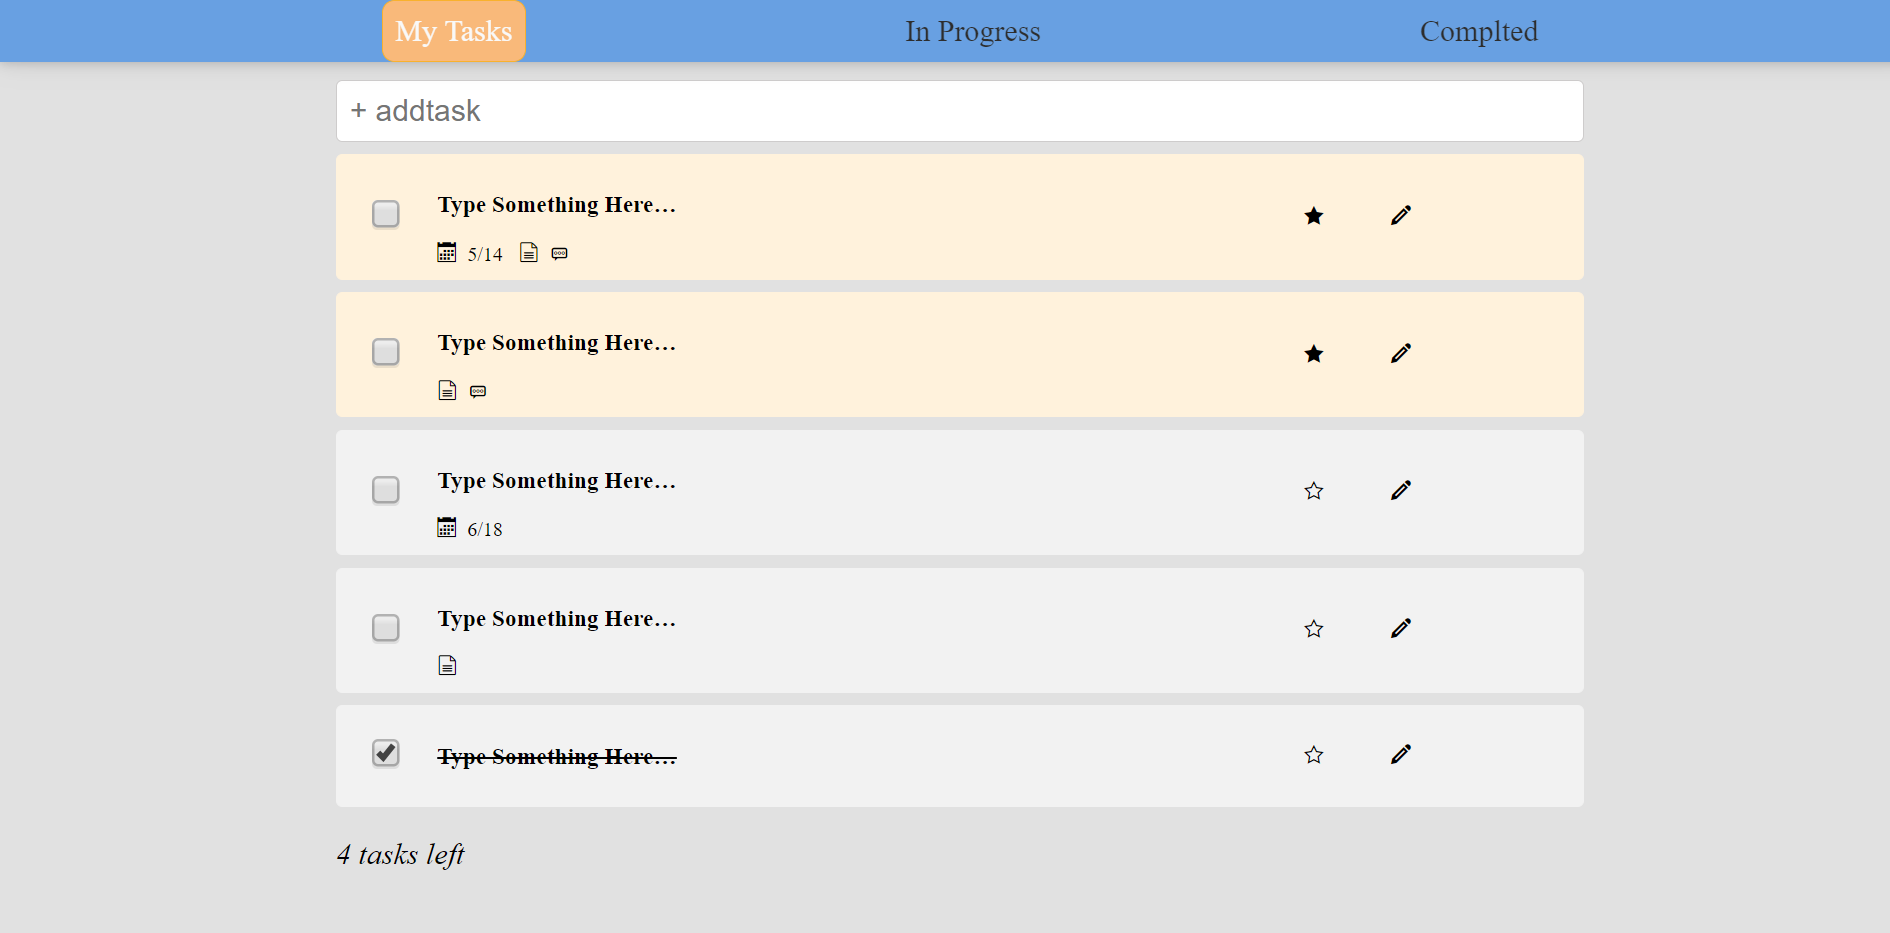 My Tasks In Progress Complted
+ addtask
Type Something Here...
5/14
Type Something Here...
Type Something Here...
6/18
Type Something Here...
Type Something Here...
4 tasks left